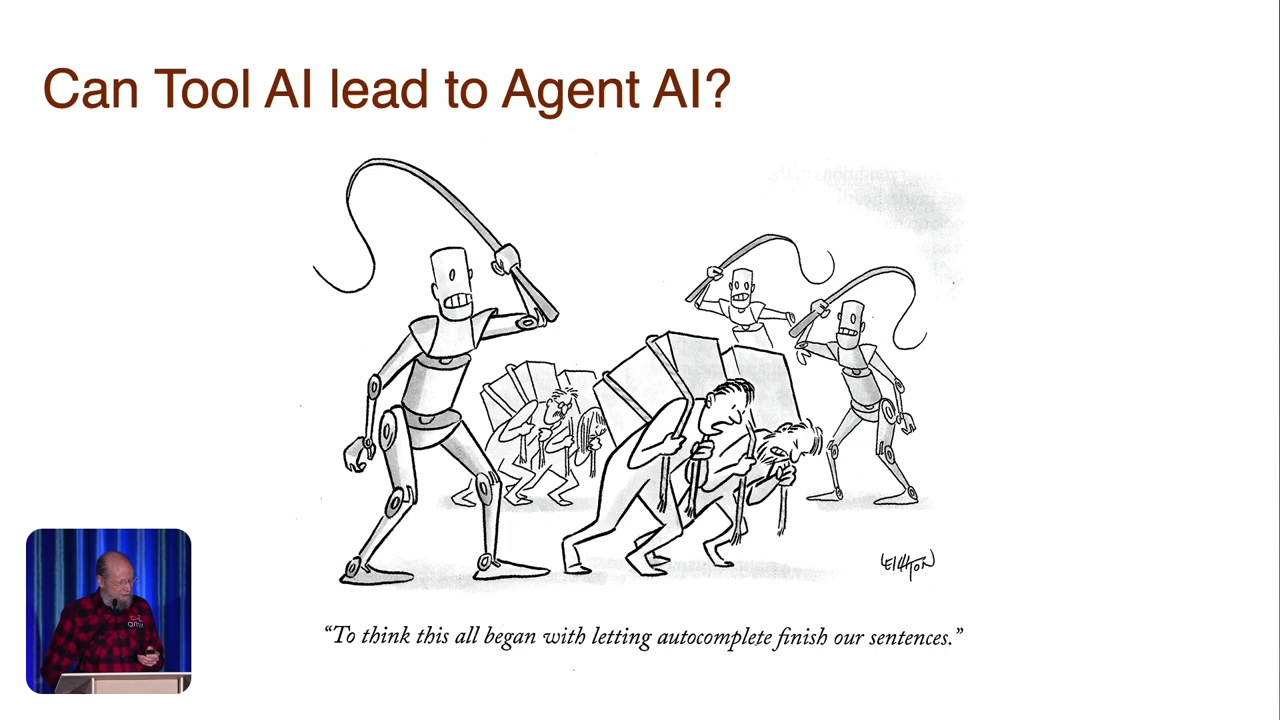 Can Tool AI lead to Agent AI?
LEIGHTON
“To think this all began with letting autocomplete finish our sentences.”